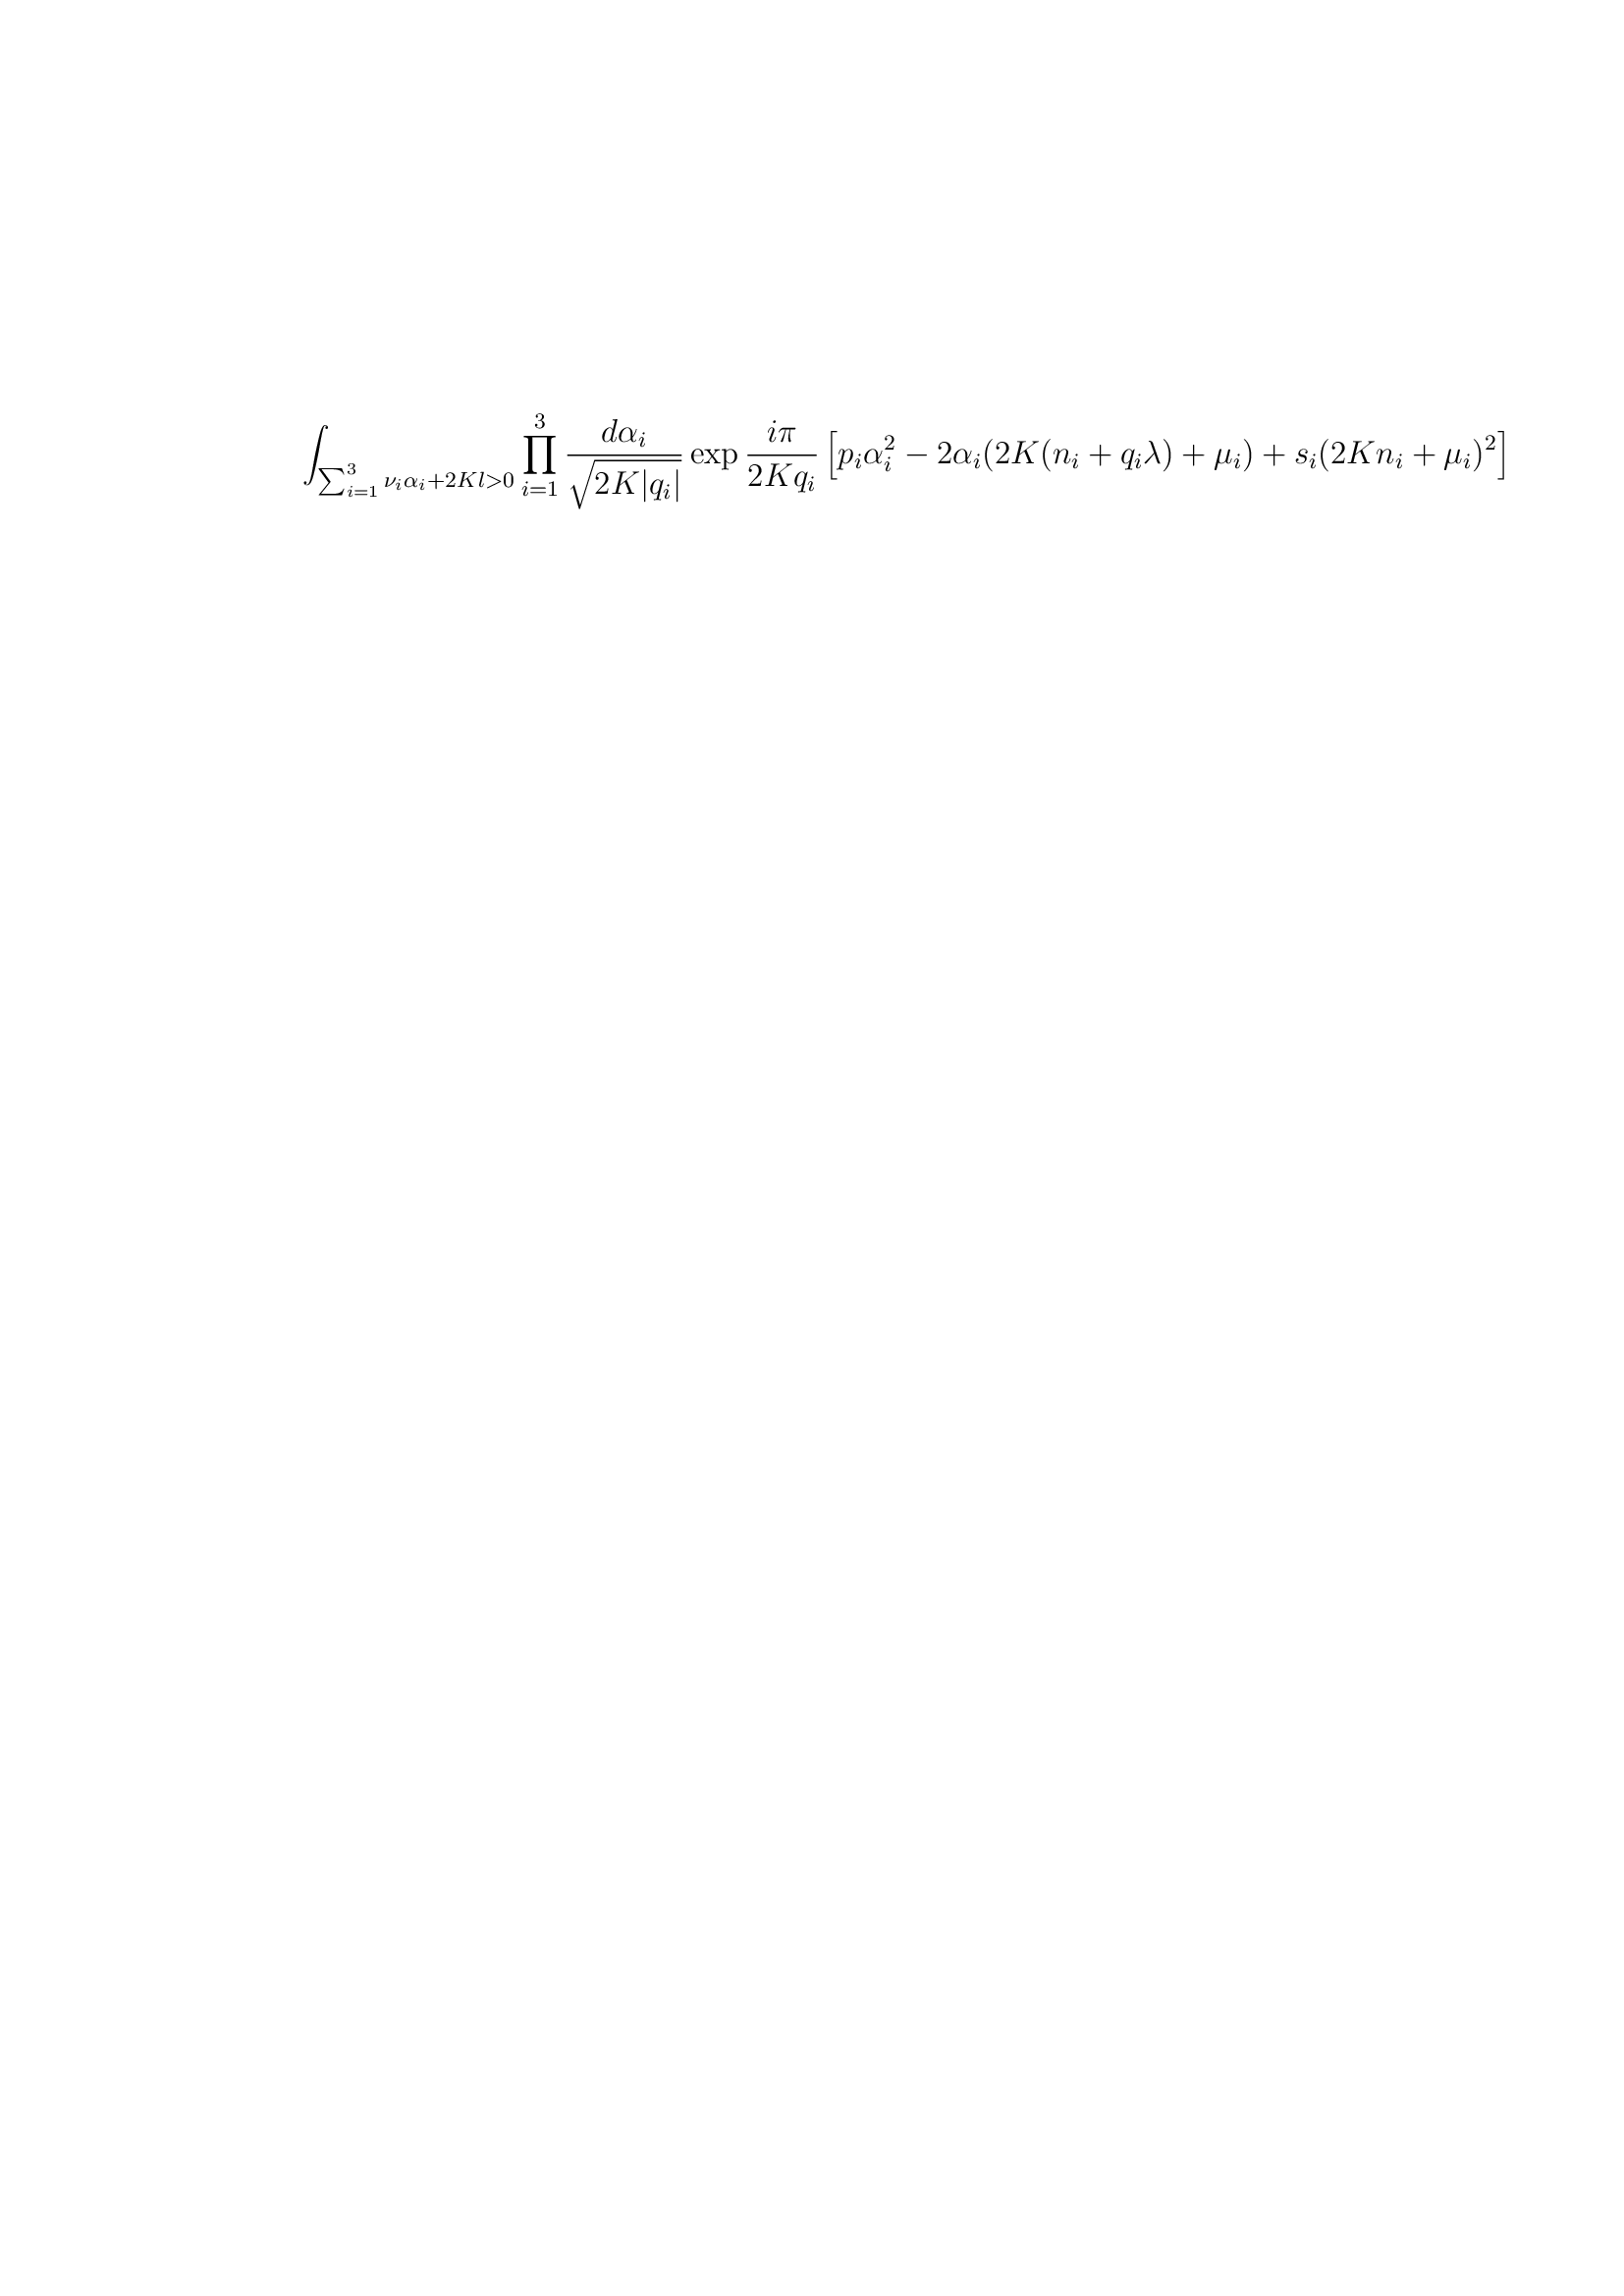 \int_{\sum_{i=1}^{3} \nu_i \alpha_i + 2Kl > 0} \prod_{i=1}^{3} \frac{d\alpha_i}{\sqrt{2K|q_i|}} \exp \frac{i\pi}{2Kq_i} \left[ p_i \alpha_i^2 - 2\alpha_i (2K(n_i + q_i \lambda) + \mu_i) + s_i (2Kn_i + \mu_i)^2 \right]